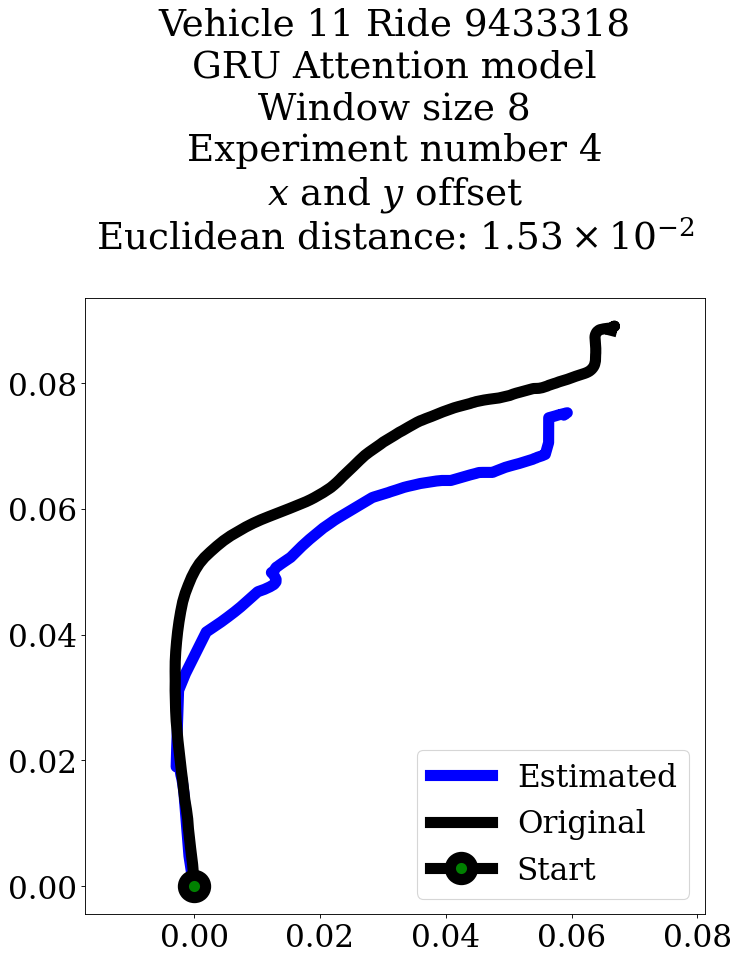 Vehicle 11 Ride 9433318
GRU Attention model
Window size 8
Experiment number 4
x and y offset
Euclidean distance: 1.53 × 10⁻²
0.08
0.06
0.04
0.02
0.00
Estimated
Original
Start
0.00 0.02 0.04 0.06 0.08